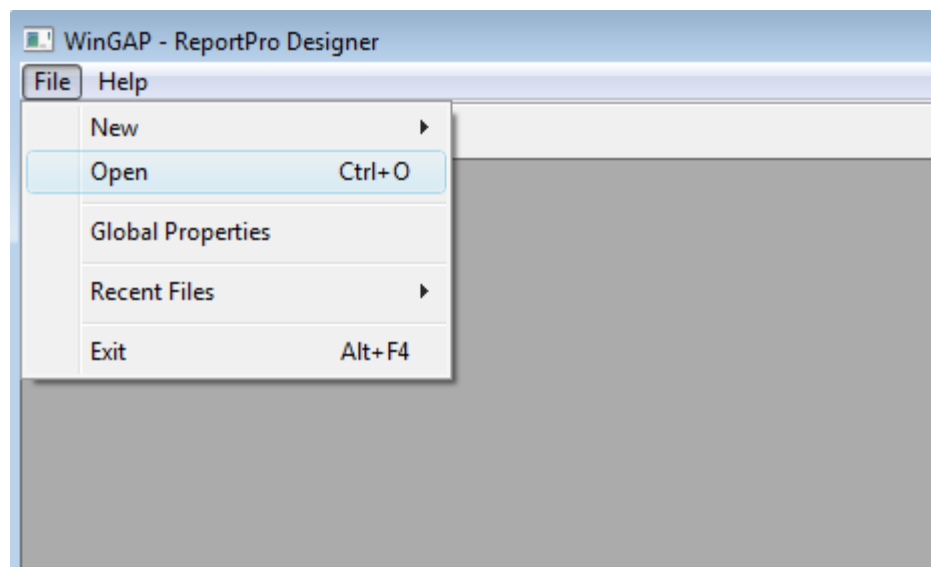 WinGAP - ReportPro Designer
File Help
New
Open Ctrl+O
Global Properties
Recent Files
Exit Alt+F4